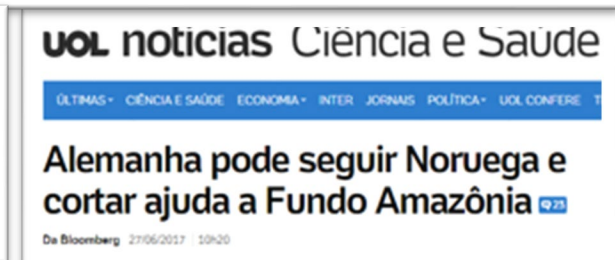 UOL notícias Ciência e Saúde
ÚLTIMAS CIÊNCIA E SAÚDE ECONOMIA INTER JORNAIS POLÍTICA UOL CONFERE T
Alemanha pode seguir Noruega e
cortar ajuda a Fundo Amazônia 23
Da Bloomberg 27/06/2017 | 10h20